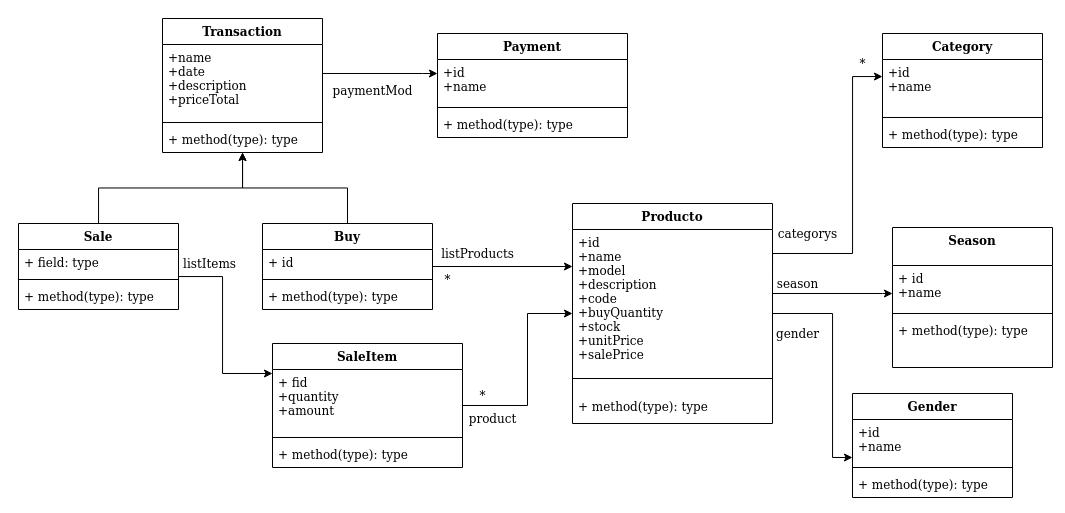 Transaction
+name
+date
+description
+priceTotal
+ method(type): type
paymentMod
Payment
+id
+name
+ method(type): type
*
Category
+id
+name
+ method(type): type
Sale
+ field: type
+ method(type): type
listItems
Buy
+ id
+ method(type): type
listProducts
*
Producto
+id
+name
+model
+description
+code
+buyQuantity
+stock
+unitPrice
+salePrice
+ method(type): type
categorys
season
gender
Season
+ id
+name
+ method(type): type
SaleItem
+ fid
+quantity
+amount
+ method(type): type
*
product
Gender
+id
+name
+ method(type): type